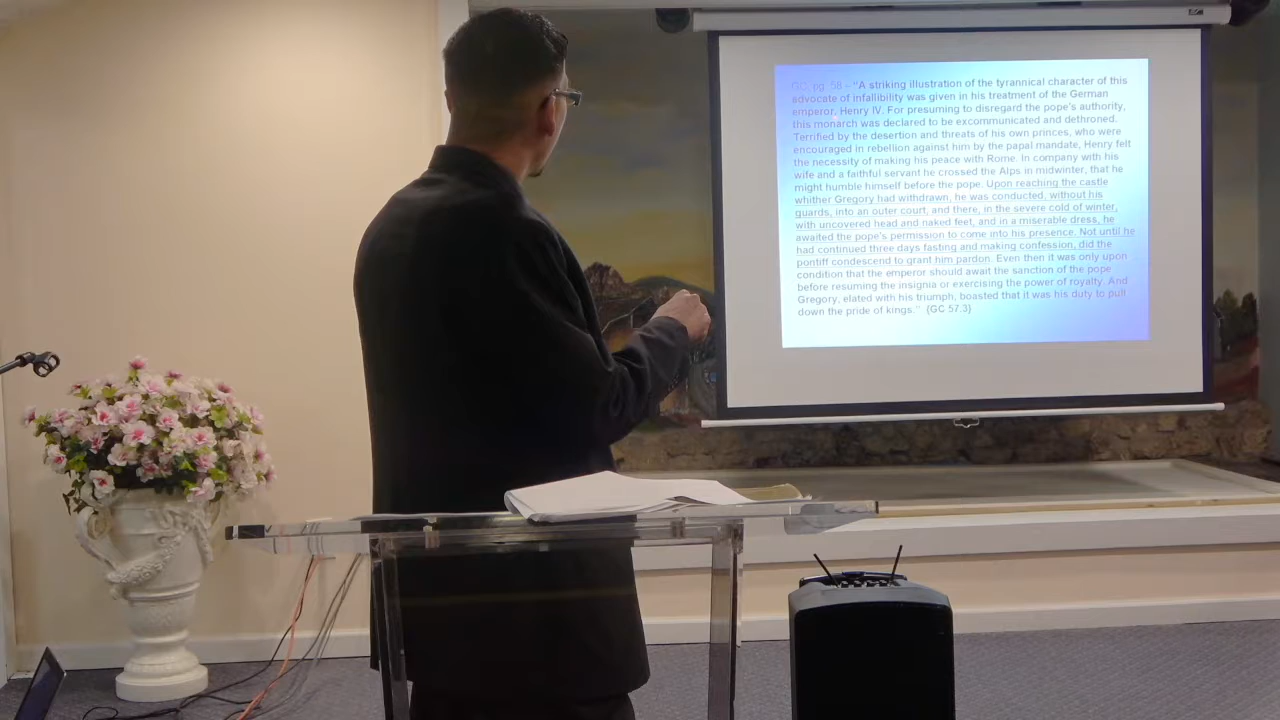 GC, pg. 58 – "A striking illustration of the tyrannical character of this
advocate of infallibility was given in his treatment of the German
emperor, Henry IV. For presuming to disregard the pope's authority,
this monarch was declared to be excommunicated and dethroned.
Terrified by the desertion and threats of his own princes, who were
encouraged in rebellion against him by the papal mandate, Henry felt
the necessity of making his peace with Rome. In company with his
wife and a faithful servant he crossed the Alps in midwinter, that he
might humble himself before the pope. Upon reaching the castle
whither Gregory had withdrawn, he was conducted, without his
guards, into an outer court, and there, in the severe cold of winter,
with uncovered head and naked feet, and in a miserable dress, he
awaited the pope's permission to come into his presence. Not until he
had continued three days fasting and making confession, did the
pontiff condescend to grant him pardon. Even then it was only upon
condition that the emperor should await the sanction of the pope
before resuming the insignia or exercising the power of royalty. And
Gregory, elated with his triumph, boasted that it was his duty to pull
down the pride of kings." {GC 57.3}